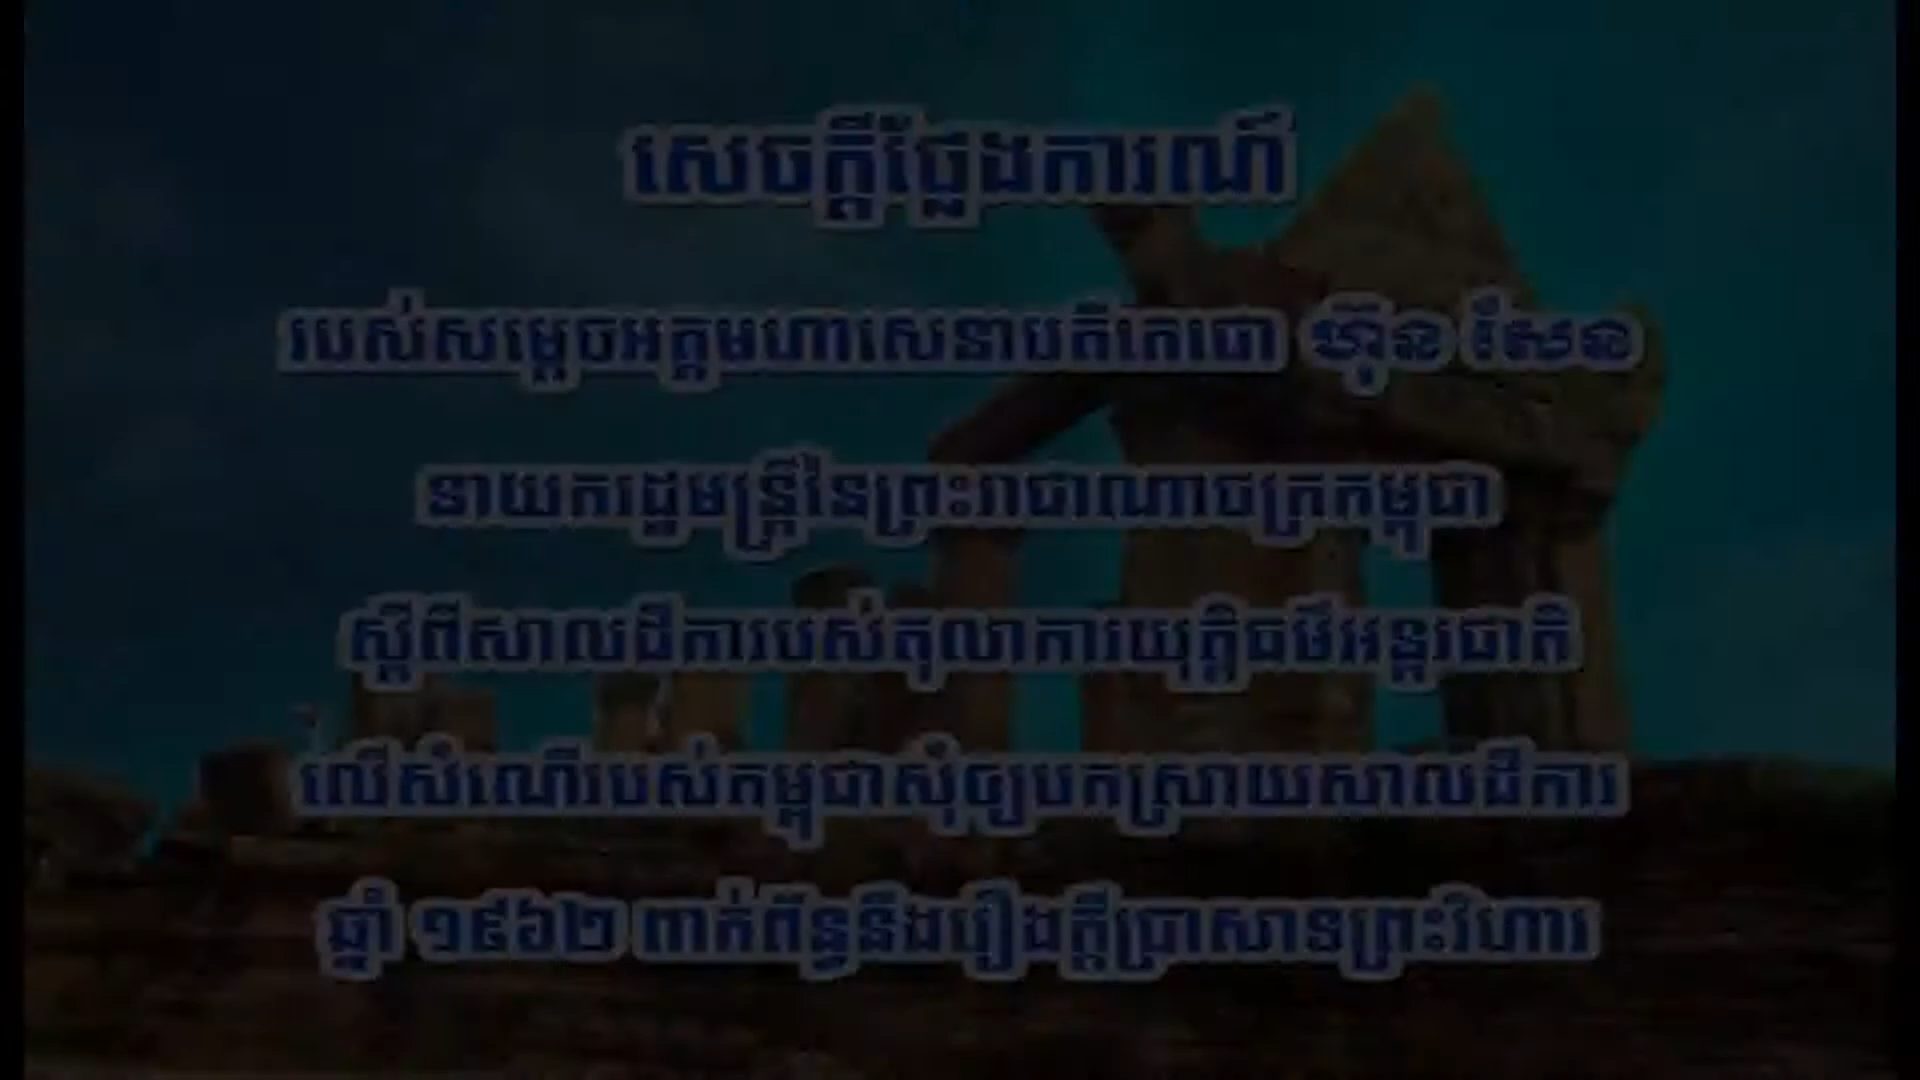 សេចក្តីថ្លែងការណ៍
របស់សម្តេចអគ្គមហាសេនាបតីតេជោ ហ៊ុន សែន
នាយករដ្ឋមន្ត្រីនៃព្រះរាជាណាចក្រកម្ពុជា
ស្តីពីសាលដីការបស់តុលាការយុត្តិធម៌អន្តរជាតិ
លើសំណើរបស់កម្ពុជាសុំឲ្យបកស្រាយសាលដីការ
ឆ្នាំ ១៩៦២ ពាក់ព័ន្ធនឹងរឿងក្តីប្រាសាទព្រះវិហារ